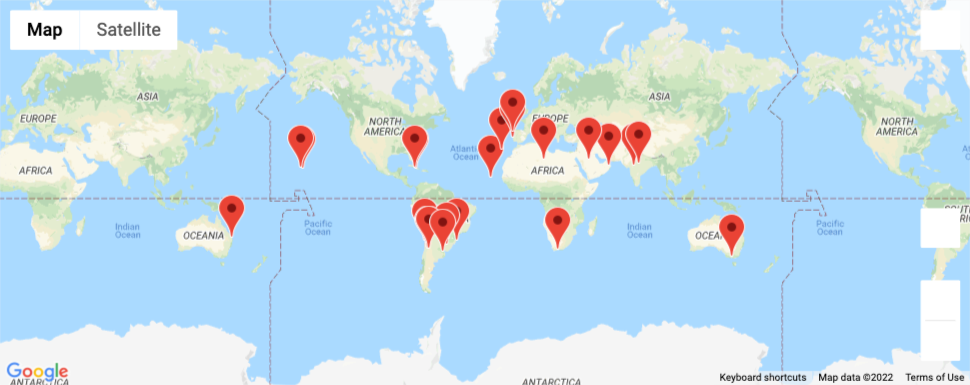 Map
Satellite
ASIA
EUROPE
AFRICA
Indian
Ocean
OCEANIA
Pacific
Ocean
NORTH
AMERICA
Atlantic
Ocean
EUROPE
ASIA
AFRICA
Indian
Ocean
Pacific
Ocean
NORTH
AMERICA
Google
ANTARCTICA
ANTARCTICA
Keyboard shortcuts
Map data ©2022
Terms of Use